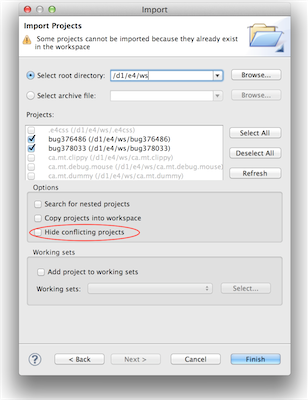 Import
Import Projects
Some projects cannot be imported because they already exist
in the workspace
Select root directory: /d1/e4/ws Browse...
Select archive file: Browse...
Projects:
.e4css (/d1/e4/ws/.e4css)
bug376486 (/d1/e4/ws/bug376486)
bug378033 (/d1/e4/ws/bug378033)
ca.mt.clippy (/d1/e4/ws/ca.mt.clippy)
ca.mt.debug.mouse (/d1/e4/ws/ca.mt.debug.mouse)
ca.mt.dummy (/d1/e4/ws/ca.mt.dummy)
Select All
Deselect All
Refresh
Options
Search for nested projects
Copy projects into workspace
Hide conflicting projects
Working sets
Add project to working sets
Working sets: Select...
? < Back Next > Cancel Finish